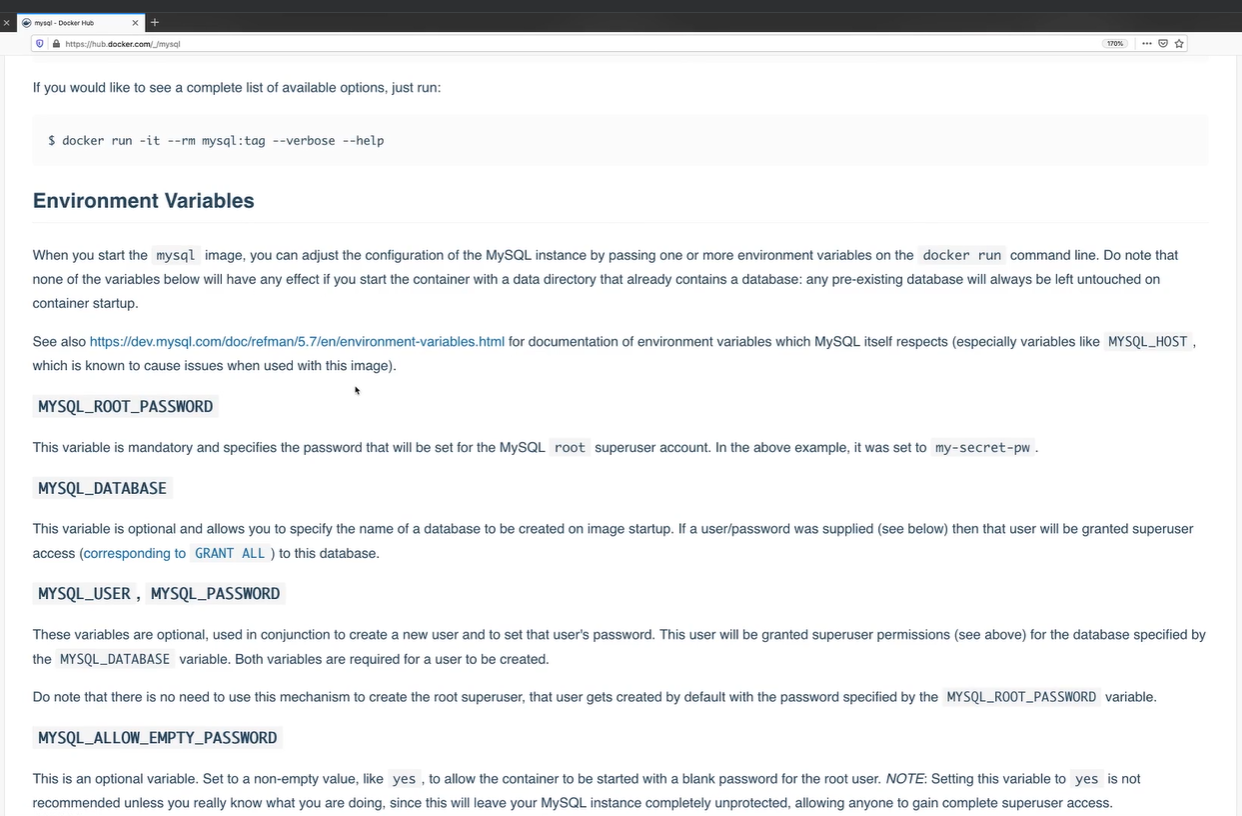 mysql - Docker Hub
https://hub.docker.com/_/mysql
170%
If you would like to see a complete list of available options, just run:
$ docker run -it --rm mysql:tag --verbose --help
Environment Variables
When you start the mysql image, you can adjust the configuration of the MySQL instance by passing one or more environment variables on the docker run command line. Do note that
none of the variables below will have any effect if you start the container with a data directory that already contains a database: any pre-existing database will always be left untouched on
container startup.
See also https://dev.mysql.com/doc/refman/5.7/en/environment-variables.html for documentation of environment variables which MySQL itself respects (especially variables like MYSQL_HOST ,
which is known to cause issues when used with this image).
MYSQL_ROOT_PASSWORD
This variable is mandatory and specifies the password that will be set for the MySQL root superuser account. In the above example, it was set to my-secret-pw .
MYSQL_DATABASE
This variable is optional and allows you to specify the name of a database to be created on image startup. If a user/password was supplied (see below) then that user will be granted superuser
access (corresponding to GRANT ALL ) to this database.
MYSQL_USER , MYSQL_PASSWORD
These variables are optional, used in conjunction to create a new user and to set that user's password. This user will be granted superuser permissions (see above) for the database specified by
the MYSQL_DATABASE variable. Both variables are required for a user to be created.
Do note that there is no need to use this mechanism to create the root superuser, that user gets created by default with the password specified by the MYSQL_ROOT_PASSWORD variable.
MYSQL_ALLOW_EMPTY_PASSWORD
This is an optional variable. Set to a non-empty value, like yes , to allow the container to be started with a blank password for the root user. NOTE: Setting this variable to yes is not
recommended unless you really know what you are doing, since this will leave your MySQL instance completely unprotected, allowing anyone to gain complete superuser access.